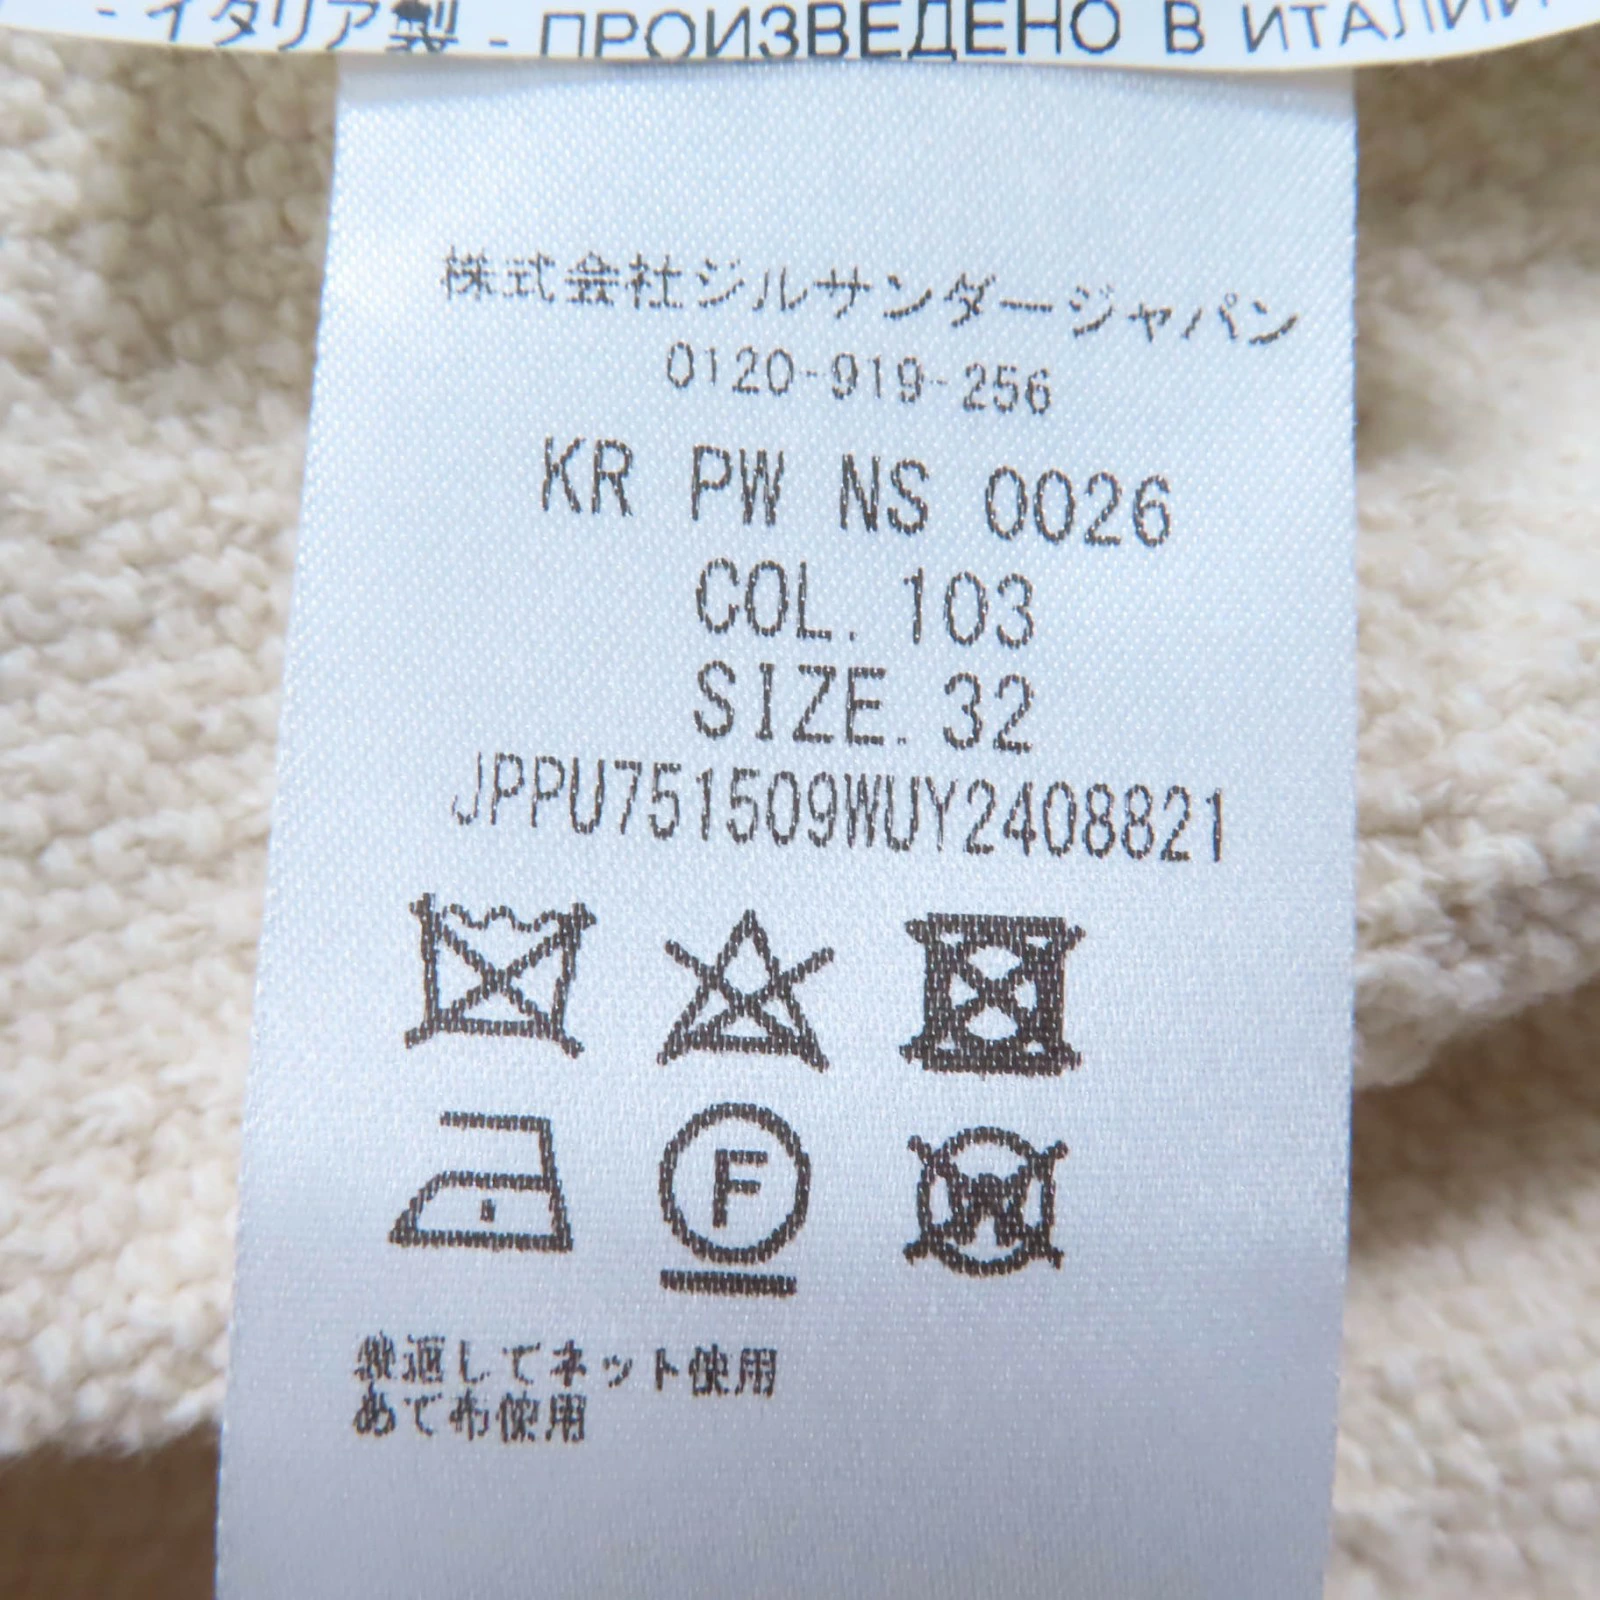 - イタリア製 - ПРОИЗВЕДЕНО В ИТАЛИИ
株式会社ジルサンダージャパン
0120-919-256
KR PW NS 0026
COL. 103
SIZE. 32
JPPU751509WUY2408821
F
W
裏返してネット使用
あて布使用